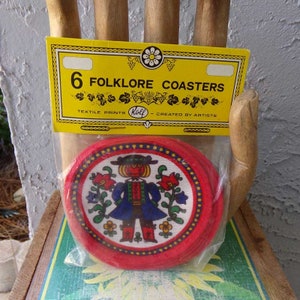 6 FOLKLORE COASTERS
TEXTILE PRINTS CREATED BY ARTISTS